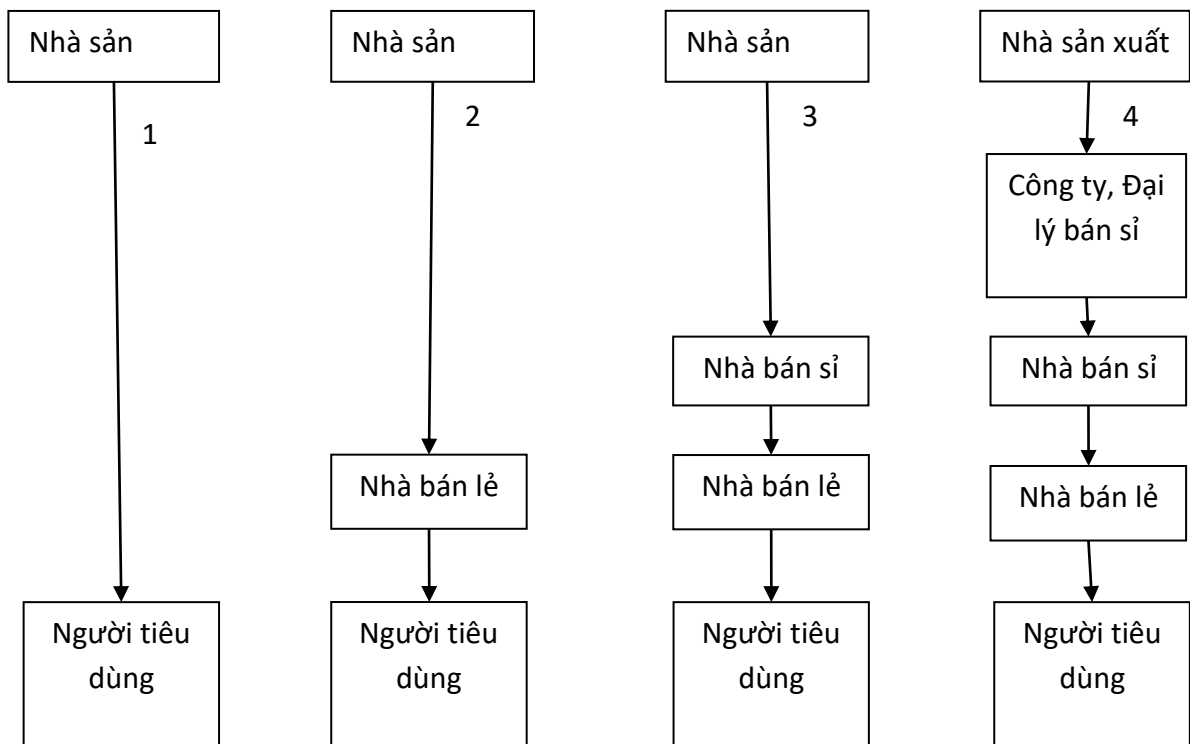 Nhà sản
Nhà sản
Nhà sản
Nhà sản xuất
1
2
3
4
Công ty, Đại
lý bán sỉ
Nhà bán sỉ
Nhà bán sỉ
Nhà bán lẻ
Nhà bán lẻ
Nhà bán lẻ
Người tiêu
dùng
Người tiêu
dùng
Người tiêu
dùng
Người tiêu
dùng